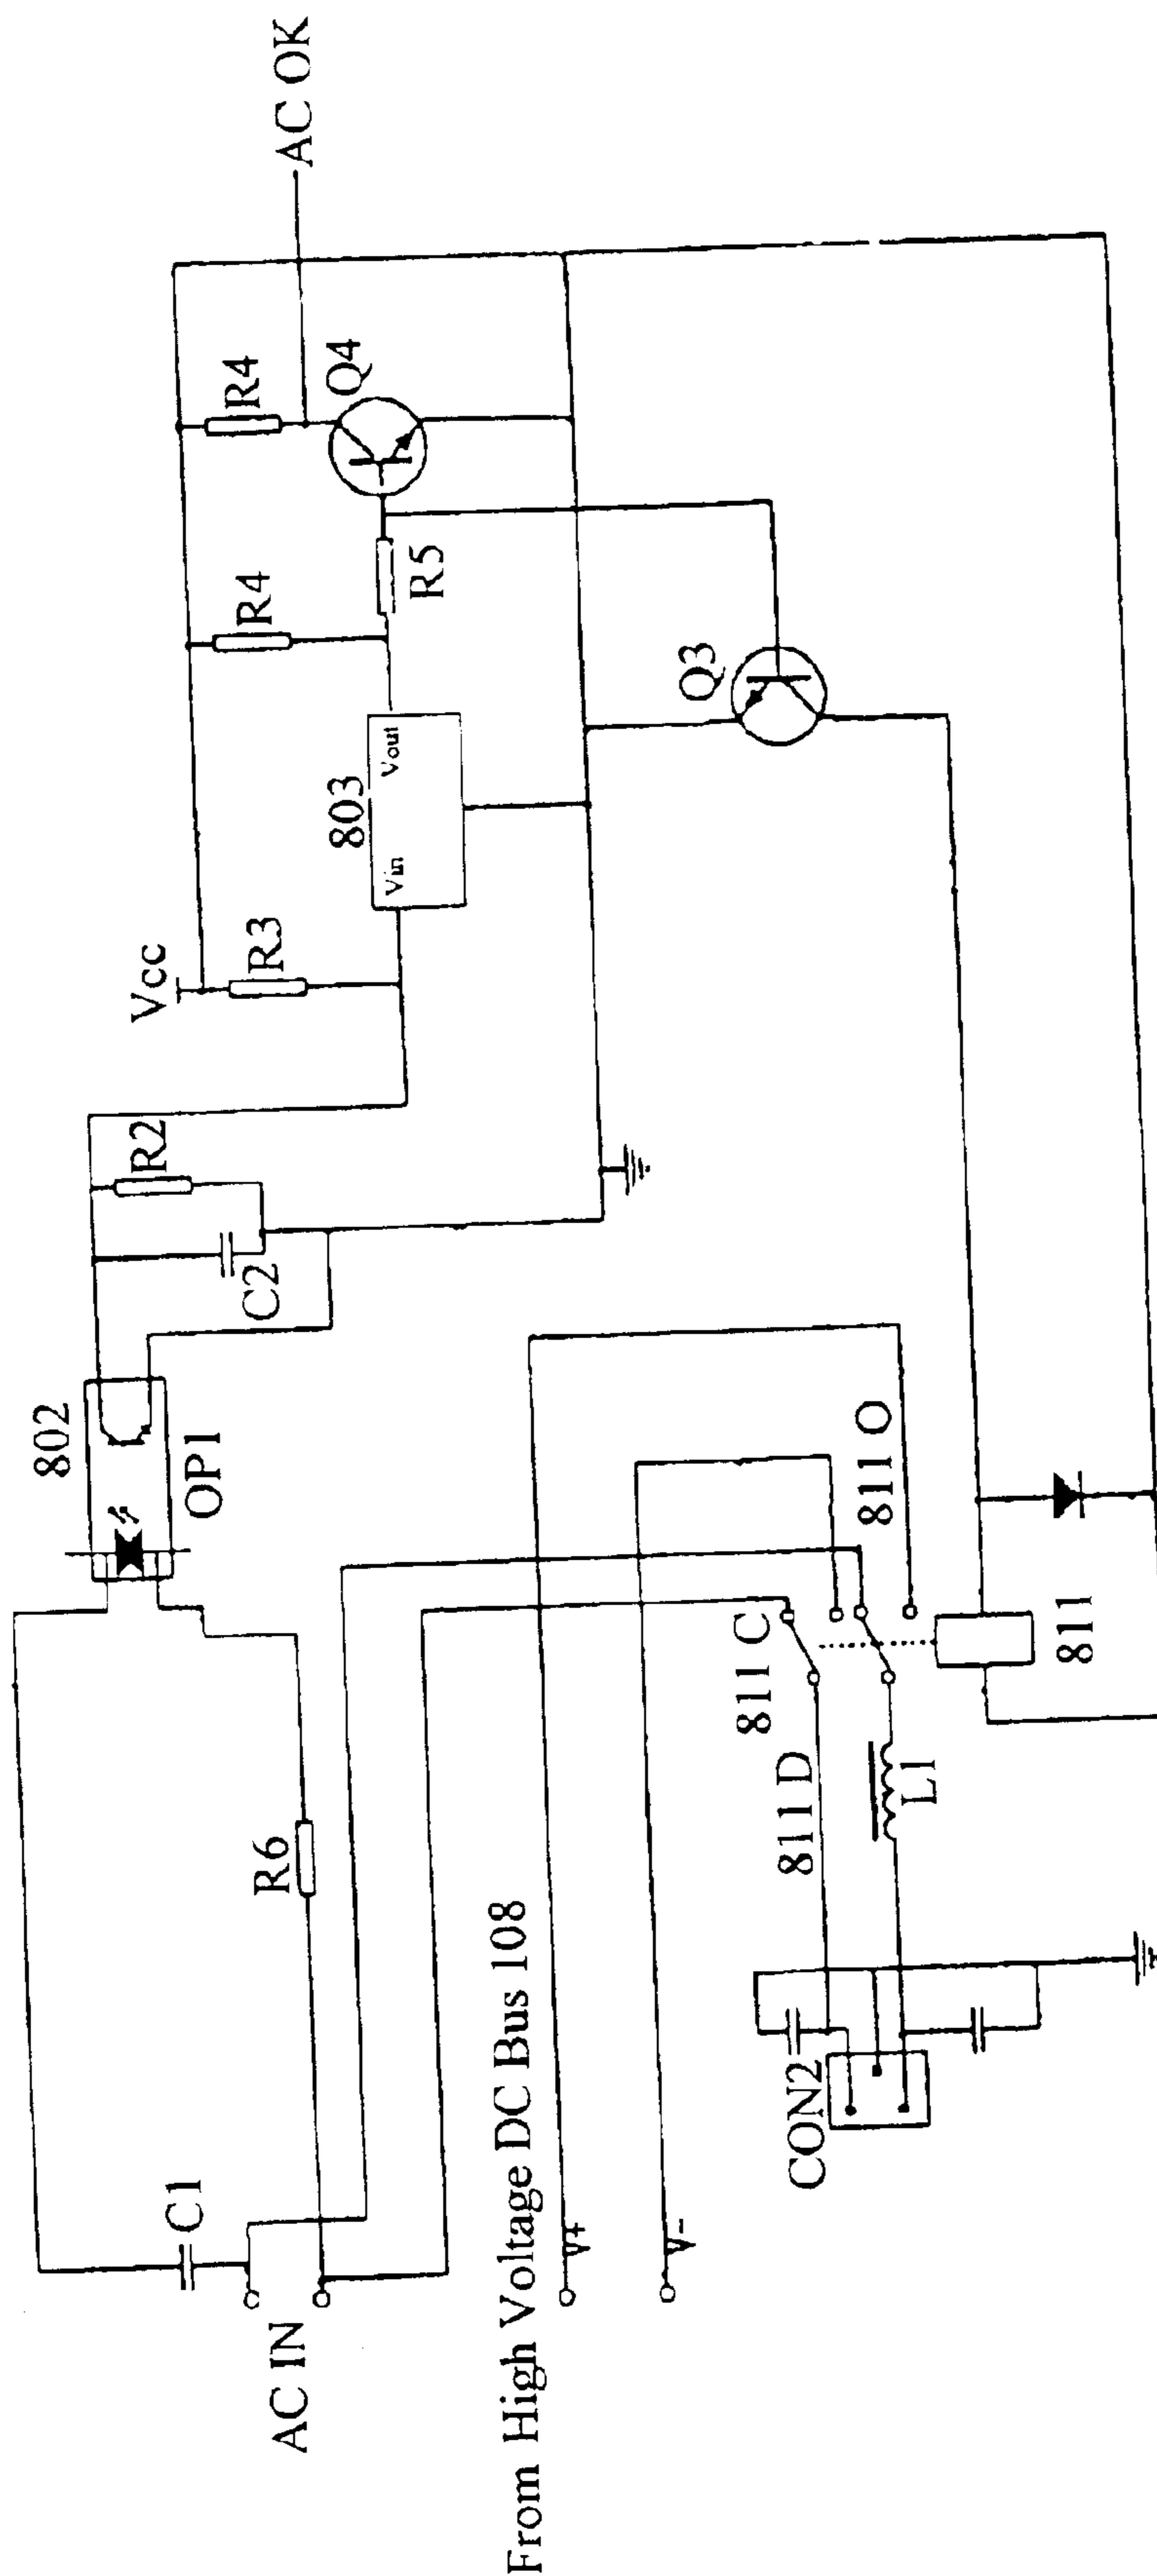 AC OK
R4
Q4
R4
R5
Q3
803
Vin
Vout
Vcc
R3
R2
C2
802
OP1
811 O
811 C
811
811 D
L1
R6
CON2
C1
AC IN
From High Voltage DC Bus 108
V+
V-